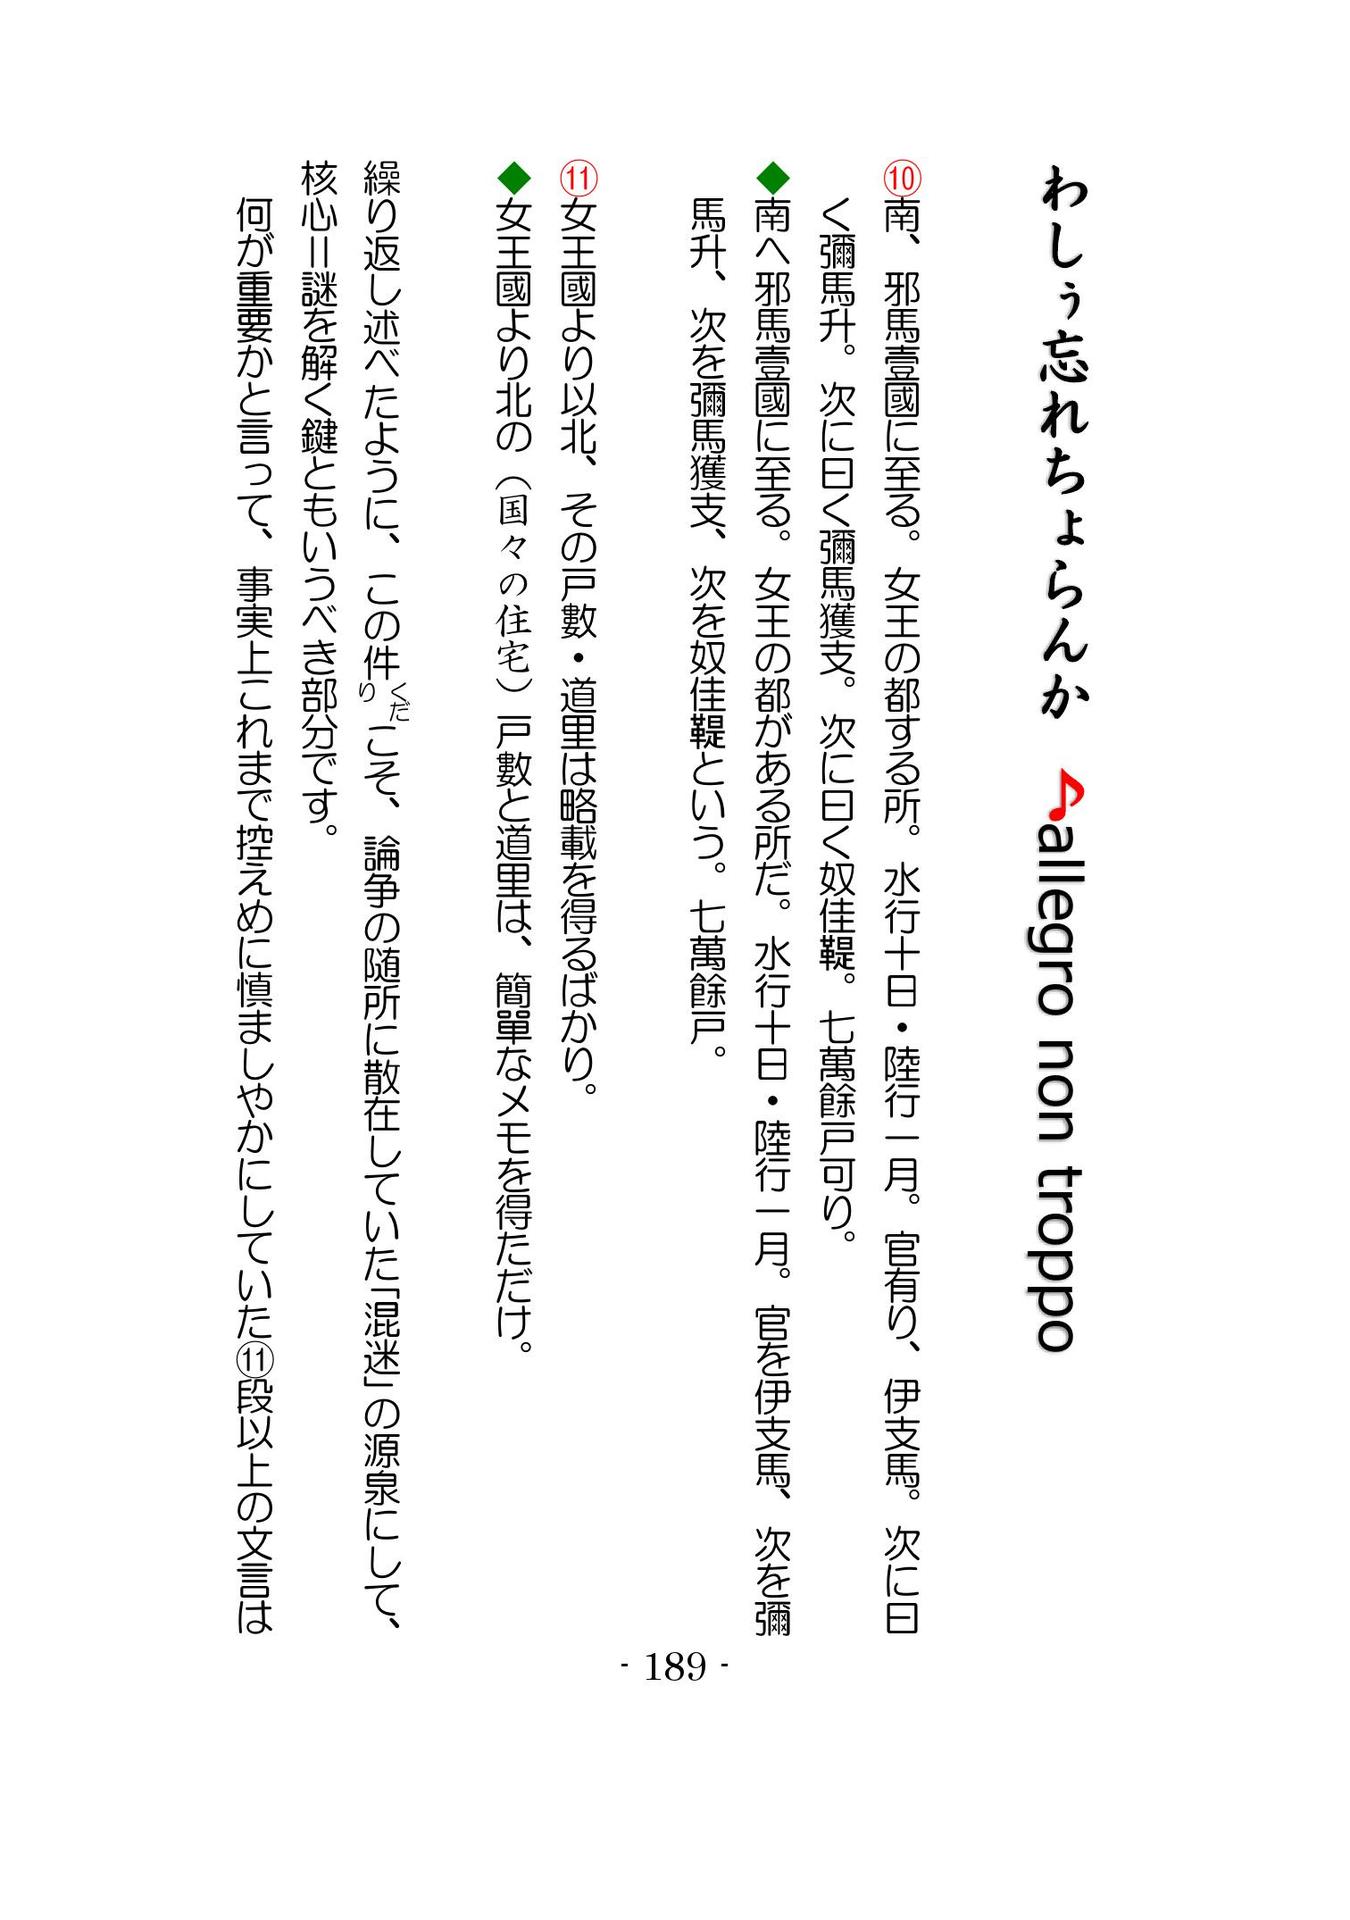 わしぅ忘れちょらんか ♪allegro non troppo
⑩南、邪馬壹國に至る。女王の都する所。水行十日・陸行一月。官有り、伊支馬。次に曰
く彌馬升。次に曰く彌馬獲支。次に曰く奴佳鞮。七萬餘戸可り。
◆南へ邪馬壹國に至る。女王の都がある所だ。水行十日・陸行一月。官を伊支馬、次を彌
馬升、次を彌馬獲支、次を奴佳鞮という。七萬餘戸。
⑪女王國より以北、その戸數・道里は略載を得るばかり。
◆女王國より北の（国々の住宅）戸數と道里は、簡單なメモを得ただけ。
繰り返し述べたように、この件くだりこそ、論争の随所に散在していた「混迷」の源泉にして、
核心＝謎を解く鍵ともいうべき部分です。
何が重要かと言って、事実上これまで控えめに慎ましやかにしていた⑪段以上の文言は
- 189 -